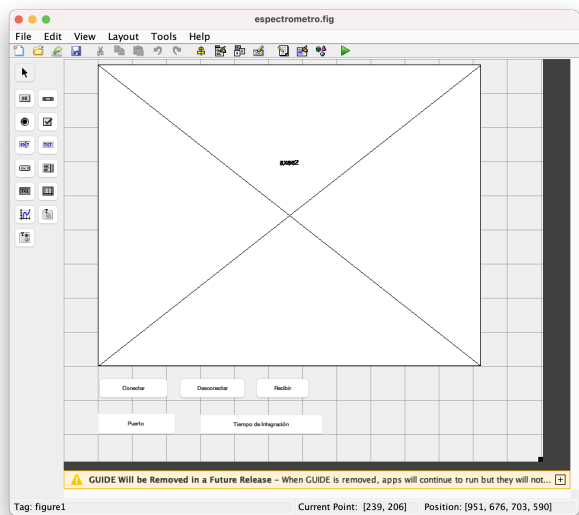 espectrometro.fig
File Edit View Layout Tools Help
Conectar Desconectar Recibir
Puerto Tiempo de Integración
GUIDE Will be Removed in a Future Release – When GUIDE is removed, apps will continue to run but they will not...
Tag: figure1 Current Point: [239, 206] Position: [951, 676, 703, 590]